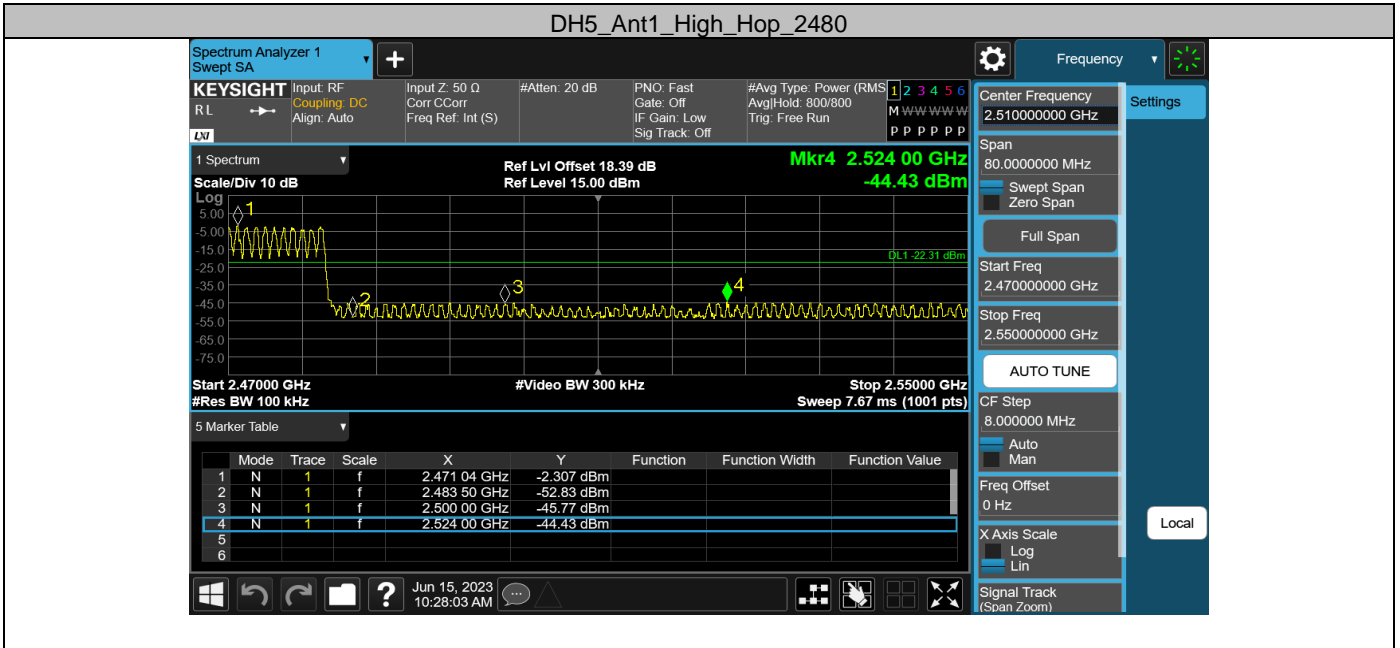 DH5_Ant1_High_Hop_2480
Spectrum Analyzer 1
Swept SA
+
Frequency
KEYSIGHT
RL
LXI
Input: RF
Coupling: DC
Align: Auto
Input Z: 50 Ω
Corr CCorr
Freq Ref: Int (S)
#Atten: 20 dB
PNO: Fast
Gate: Off
IF Gain: Low
Sig Track: Off
#Avg Type: Power (RMS
Avg|Hold: 800/800
Trig: Free Run
1 2 3 4 5 6
M W W W W W
P P P P P P
1 Spectrum
Scale/Div 10 dB
Ref Lvl Offset 18.39 dB
Ref Level 15.00 dBm
Mkr4 2.524 00 GHz
-44.43 dBm
Log
5.00
-5.00
-15.0
-25.0
-35.0
-45.0
-55.0
-65.0
-75.0
1
2
3
4
DL1 -22.31 dBm
Start 2.47000 GHz
#Video BW 300 kHz
Stop 2.55000 GHz
#Res BW 100 kHz
Sweep 7.67 ms (1001 pts)
5 Marker Table
Mode Trace Scale X Y Function Function Width Function Value
1 N 1 f 2.471 04 GHz -2.307 dBm
2 N 1 f 2.483 50 GHz -52.83 dBm
3 N 1 f 2.500 00 GHz -45.77 dBm
4 N 1 f 2.524 00 GHz -44.43 dBm
5
6
?
Jun 15, 2023
10:28:03 AM
Center Frequency
2.510000000 GHz
Settings
Span
80.0000000 MHz
Swept Span
Zero Span
Full Span
Start Freq
2.470000000 GHz
Stop Freq
2.550000000 GHz
AUTO TUNE
CF Step
8.000000 MHz
Auto
Man
Freq Offset
0 Hz
X Axis Scale
Log
Lin
Local
Signal Track
(Span Zoom)